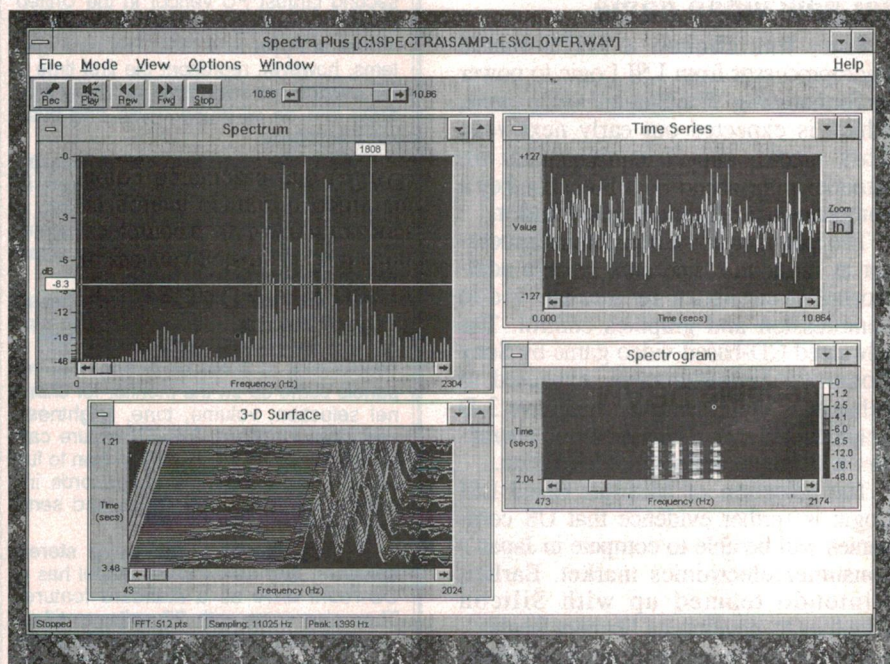 Spectra Plus [C:\SPECTRA\SAMPLES\CLOVER.WAV]
File Mode View Options Window Help
Rec Play Rew Fwd Stop
10.86 10.86
Spectrum
1808
-0
-3
-6
dB
-8.3
-12
-18
-48
0 Frequency (Hz) 2304
Time Series
+127
Value
-127
Zoom
In
0.000 Time (secs) 10.864
3-D Surface
1.21
Time
(secs)
3.48
43 Frequency (Hz) 2024
Spectrogram
Time
(secs)
2.04
-0
-1.2
-2.5
-4.1
-6.0
-8.5
-12.0
-18.1
-48.0
473 Frequency (Hz) 2174
Stopped FFT: 512 pts Sampling: 11025 Hz Peak: 1399 Hz